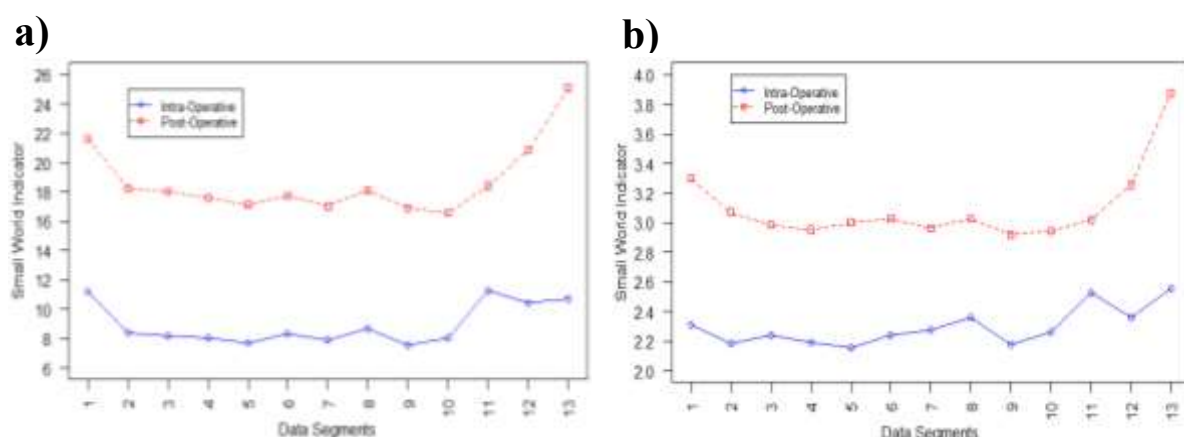 a)
Small World Indicator
26
24
22
20
18
16
14
12
10
8
6
Intra-Operative
Post-Operative
1 2 3 4 5 6 7 8 9 10 11 12 13
Data Segments
b)
Small World Indicator
4.0
3.8
3.6
3.4
3.2
3.0
2.8
2.6
2.4
2.2
2.0
Intra-Operative
Post-Operative
1 2 3 4 5 6 7 8 9 10 11 12 13
Data Segments